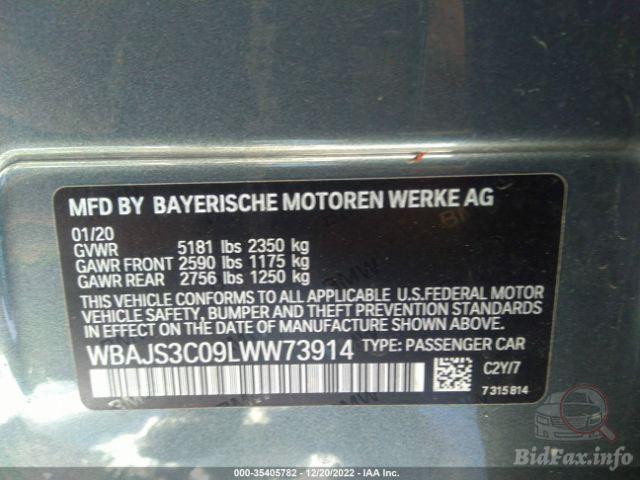 MFD BY BAYERISCHE MOTOREN WERKE AG
01/20
GVWR 5181 lbs 2350 kg
GAWR FRONT 2590 lbs 1175 kg
GAWR REAR 2756 lbs 1250 kg
THIS VEHICLE CONFORMS TO ALL APPLICABLE U.S.FEDERAL MOTOR
VEHICLE SAFETY, BUMPER, AND THEFT PREVENTION STANDARDS
IN EFFECT ON THE DATE OF MANUFACTURE SHOWN ABOVE.
WBAJS3C09LWW73914 TYPE: PASSENGER CAR
C2Y/7
7 315 814
000-35405782 - 12/20/2022 - IAA Inc.
BidFax.info